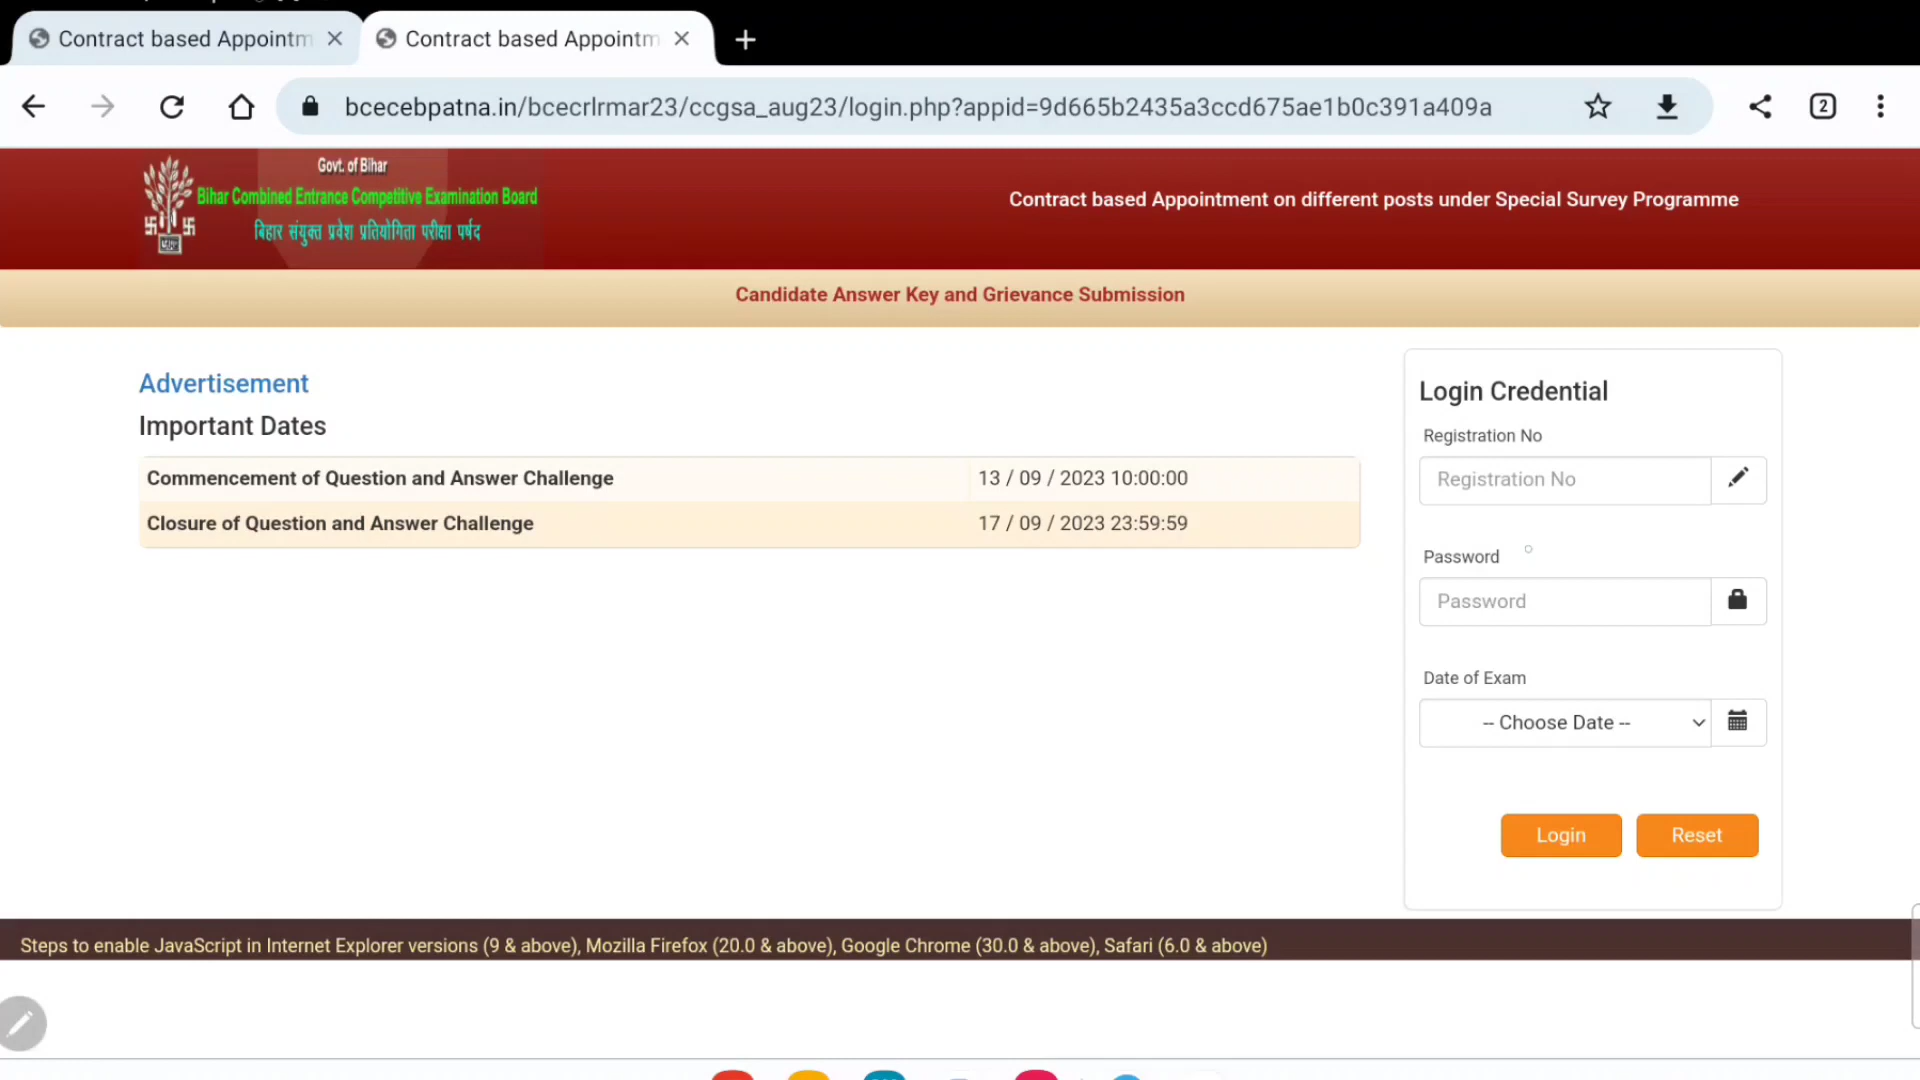 Contract based Appointm
Contract based Appointm
bcecebpatna.in/bcecrlrmar23/ccgsa_aug23/login.php?appid=9d665b2435a3ccd675ae1b0c391a409a
2
Govt. of Bihar
Bihar Combined Entrance Competitive Examination Board
बिहार संयुक्त प्रवेश प्रतियोगिता परीक्षा पर्षद
Contract based Appointment on different posts under Special Survey Programme
Candidate Answer Key and Grievance Submission
Advertisement
Important Dates
Commencement of Question and Answer Challenge 13 / 09 / 2023 10:00:00
Closure of Question and Answer Challenge 17 / 09 / 2023 23:59:59
Login Credential
Registration No
Registration No
Password
Password
Date of Exam
-- Choose Date --
Login Reset
Steps to enable JavaScript in Internet Explorer versions (9 & above), Mozilla Firefox (20.0 & above), Google Chrome (30.0 & above), Safari (6.0 & above)